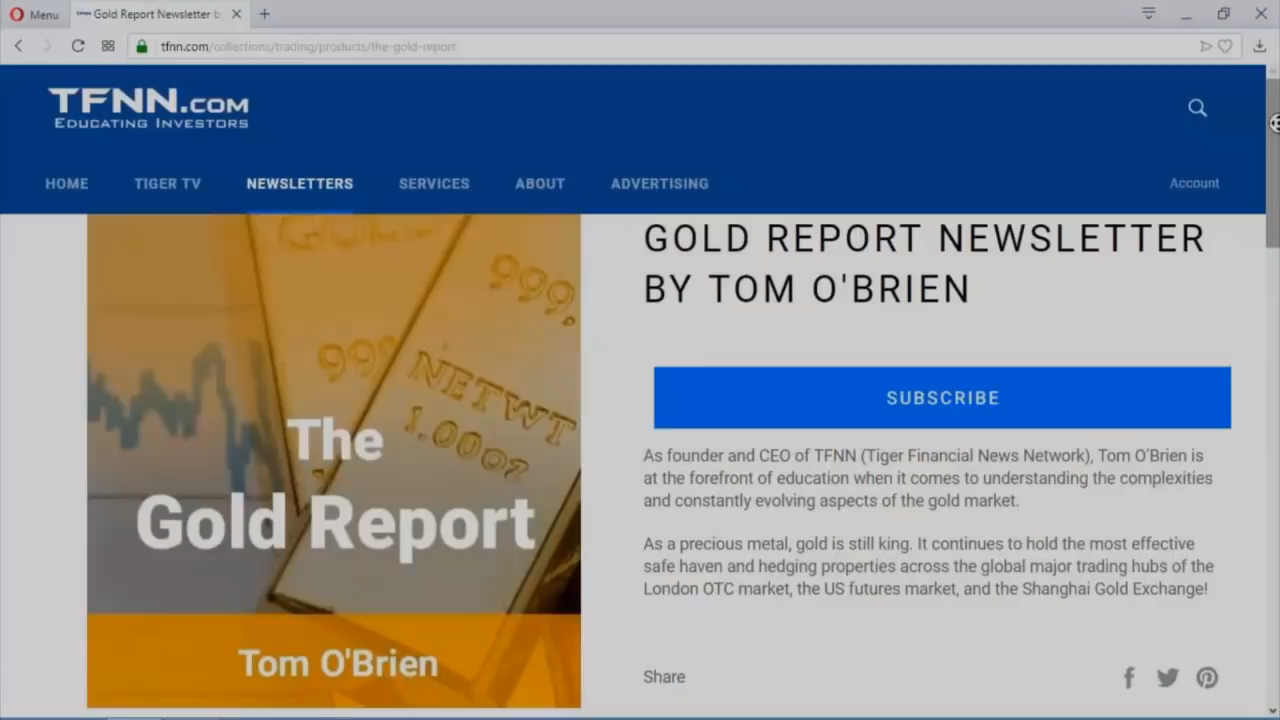 Menu
TFNN Gold Report Newsletter b
tfnn.com/collections/trading/products/the-gold-report
TFNN.COM
EDUCATING INVESTORS
HOME TIGER TV NEWSLETTERS SERVICES ABOUT ADVERTISING Account
GOLD
999,
999
NETWT
1.00oz
The
Gold Report
Tom O'Brien
GOLD REPORT NEWSLETTER
BY TOM O'BRIEN
SUBSCRIBE
As founder and CEO of TFNN (Tiger Financial News Network), Tom O'Brien is
at the forefront of education when it comes to understanding the complexities
and constantly evolving aspects of the gold market.
As a precious metal, gold is still king. It continues to hold the most effective
safe haven and hedging properties across the global major trading hubs of the
London OTC market, the US futures market, and the Shanghai Gold Exchange!
Share